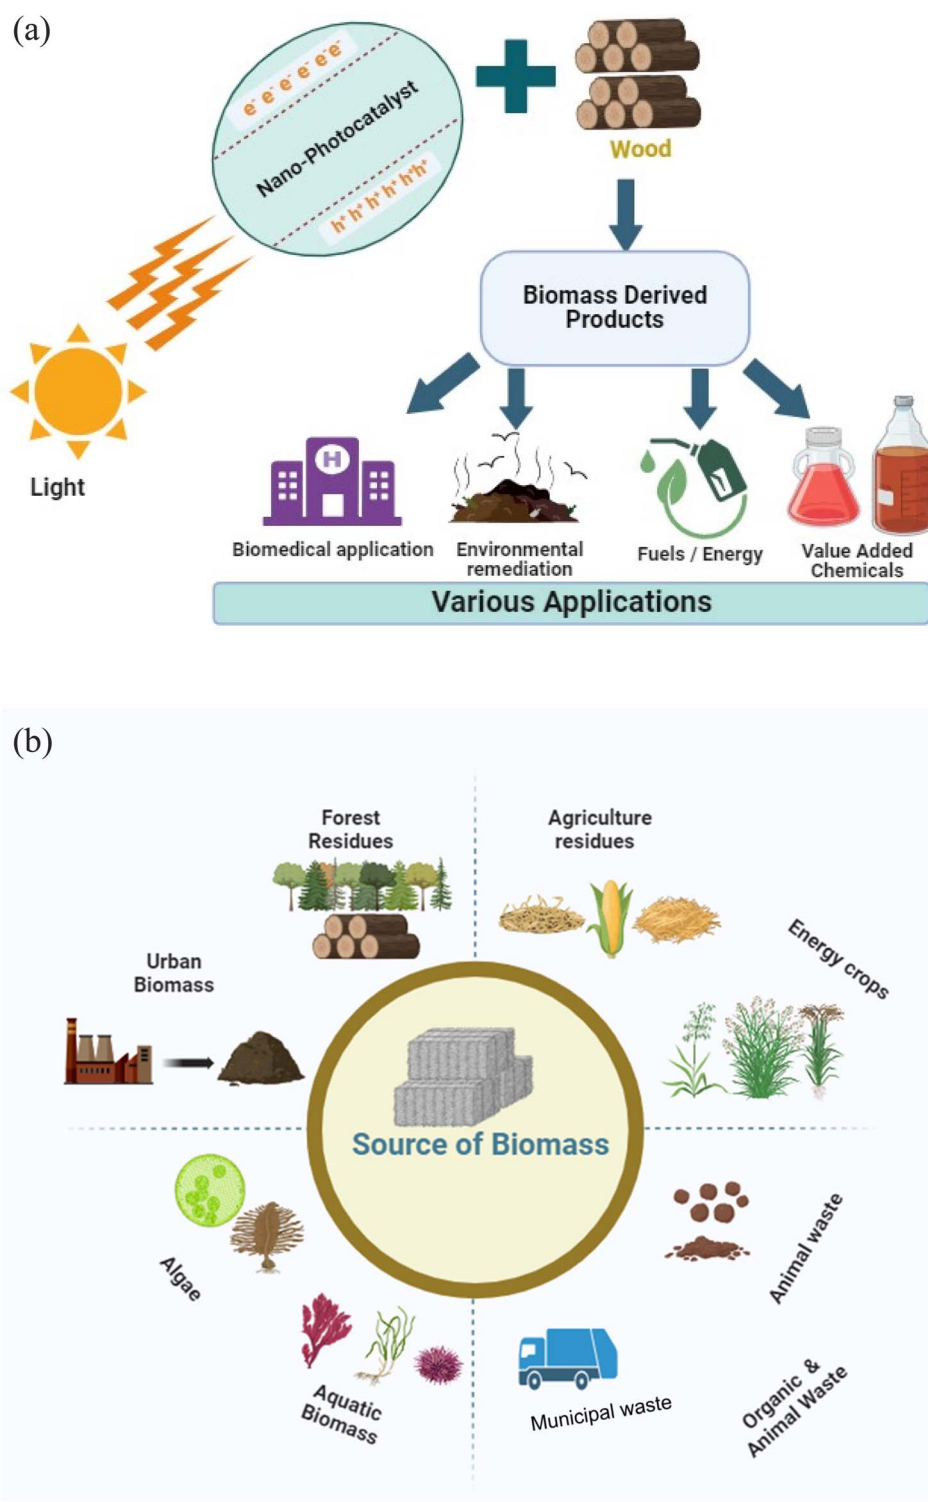 (a)
e⁻ e⁻ e⁻ e⁻ e⁻ e⁻
Nano-Photocatalyst
h⁺ h⁺ h⁺ h⁺ h⁺ h⁺
Wood
Biomass Derived
Products
H
Light
Biomedical application
Environmental
remediation
Fuels / Energy
Value Added
Chemicals
Various Applications
(b)
Forest
Residues
Agriculture
residues
Energy crops
Urban
Biomass
Source of Biomass
Algae
Animal waste
Aquatic
Biomass
Municipal waste
Organic &
Animal Waste